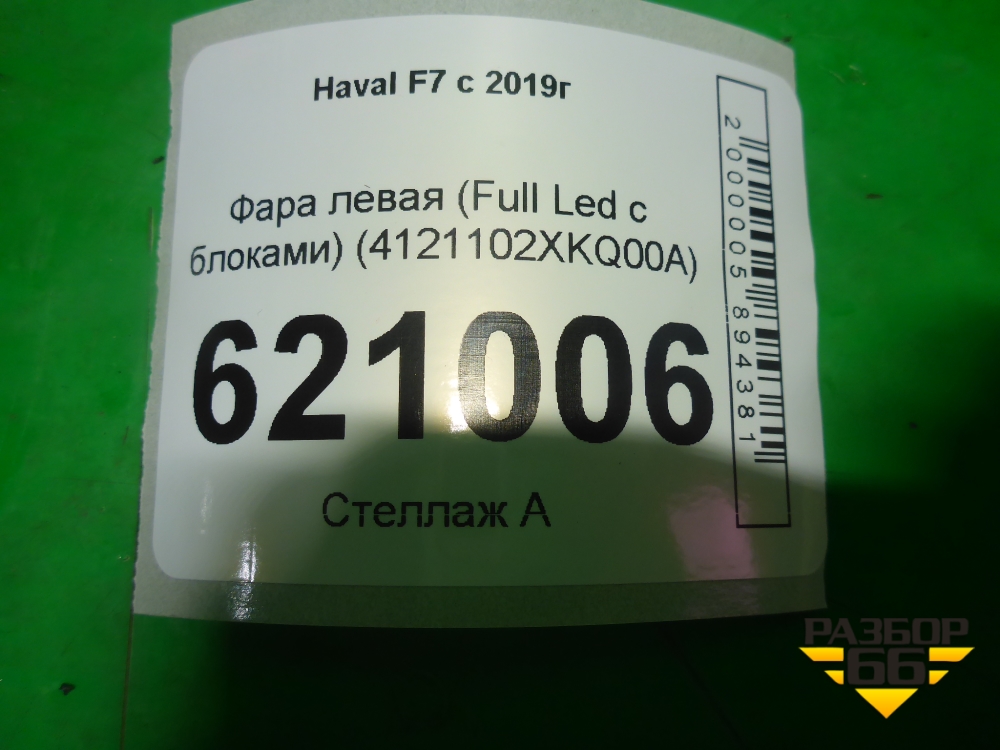 Haval F7 с 2019г
Фара левая (Full Led с
блоками) (4121102XKQ00A)
621006
Стеллаж А
2000005894381
РАЗБОР
66